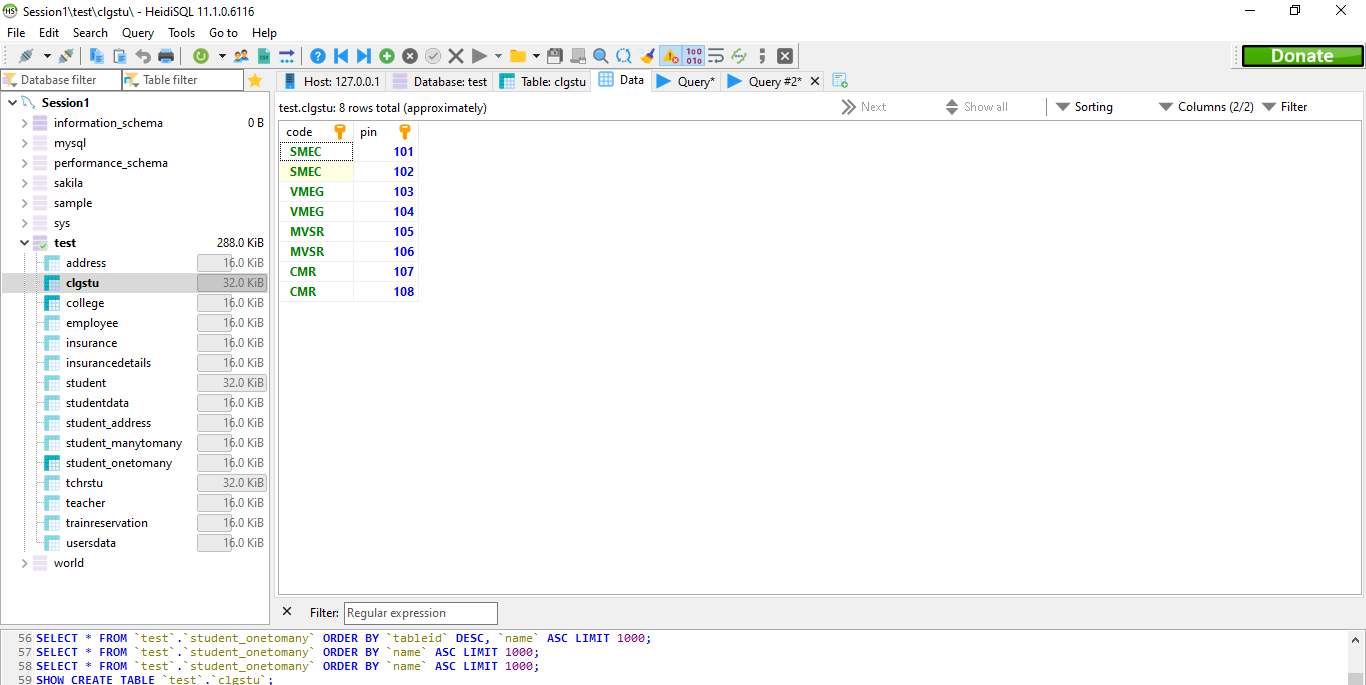 Session1\test\clgstu\ - HeidiSQL 11.1.0.6116
File Edit Search Query Tools Go to Help
Donate
Database filter Table filter Host: 127.0.0.1 Database: test Table: clgstu Data Query* Query #2*
Session1
information_schema 0 B
mysql
performance_schema
sakila
sample
sys
test 288.0 KiB
address 16.0 KiB
clgstu 32.0 KiB
college 16.0 KiB
employee 16.0 KiB
insurance 16.0 KiB
insurancedetails 16.0 KiB
student 32.0 KiB
studentdata 16.0 KiB
student_address 16.0 KiB
student_manytomany 16.0 KiB
student_onetomany 16.0 KiB
tchrstu 32.0 KiB
teacher 16.0 KiB
trainreservation 16.0 KiB
usersdata 16.0 KiB
world
test.clgstu: 8 rows total (approximately) Next Show all Sorting Columns (2/2) Filter
code pin
SMEC 101
SMEC 102
VMEG 103
VMEG 104
MVSR 105
MVSR 106
CMR 107
CMR 108
Filter: Regular expression
56 SELECT * FROM `test`.`student_onetomany` ORDER BY `tableid` DESC, `name` ASC LIMIT 1000;
57 SELECT * FROM `test`.`student_onetomany` ORDER BY `name` ASC LIMIT 1000;
58 SELECT * FROM `test`.`student_onetomany` ORDER BY `name` ASC LIMIT 1000;
59 SHOW CREATE TABLE `test`.`clgstu`;